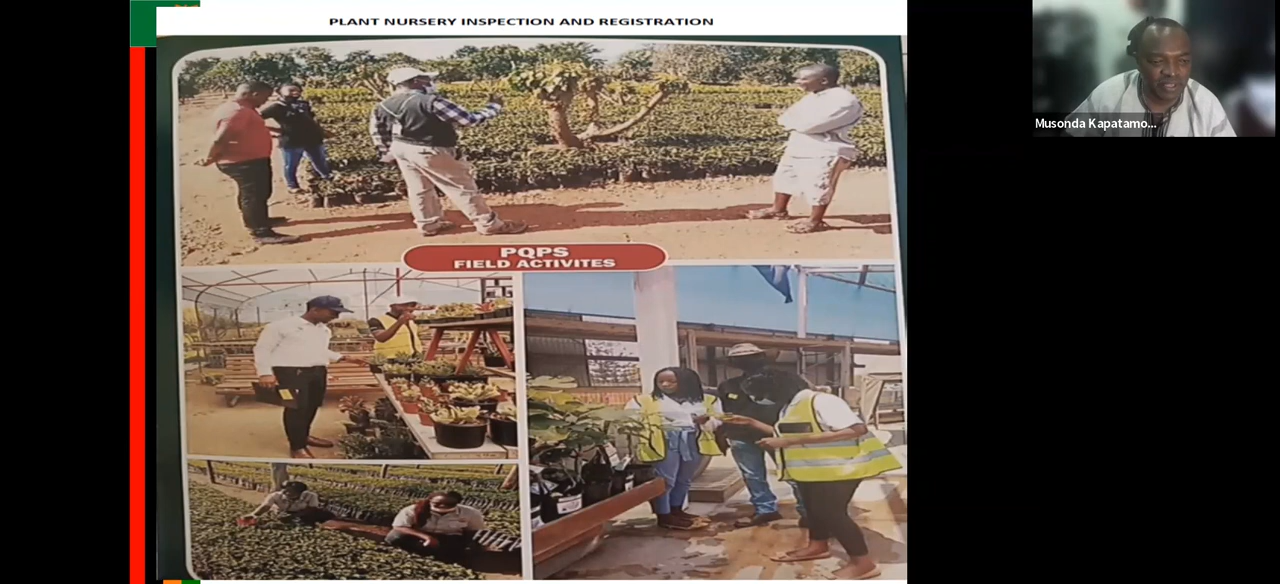 PLANT NURSERY INSPECTION AND REGISTRATION
Musonda Kapatamo...
PQPS
FIELD ACTIVITES